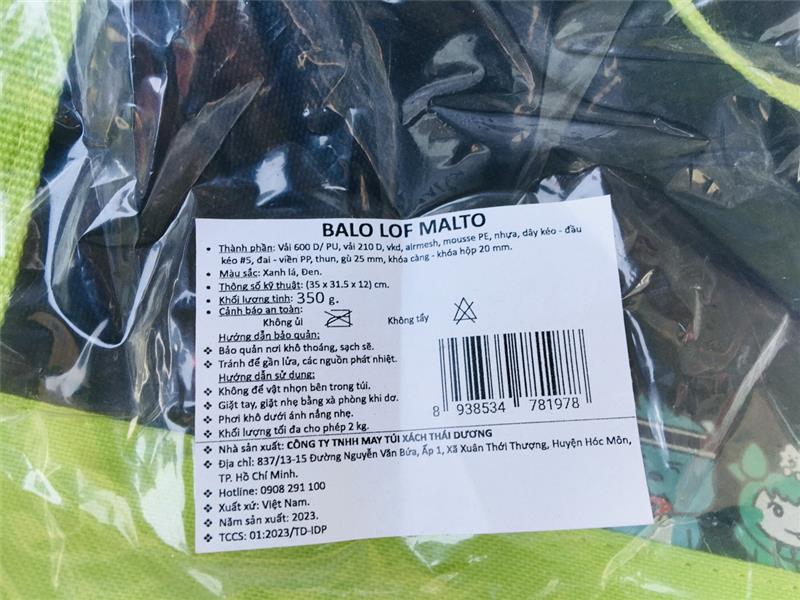 BALO LOF MALTO
• Thành phần: Vải 600 D/ PU, vải 210 D, vkd, airmesh, mousse PE, nhựa, dây kéo - đầu
kéo #5, đai - viền PP, thun, gù 25 mm, khóa càng - khóa hộp 20 mm.
• Màu sắc: Xanh lá, Đen.
• Thông số kỹ thuật: (35 x 31.5 x 12) cm.
• Khối lượng tịnh: 350 g.
• Cảnh báo an toàn:
Không ủi Không tẩy
Hướng dẫn bảo quản:
❖ Bảo quản nơi khô thoáng, sạch sẽ.
❖ Tránh để gần lửa, các nguồn phát nhiệt.
Hướng dẫn sử dụng:
❖ Không để vật nhọn bên trong túi.
❖ Giặt tay, giặt nhẹ bằng xà phòng khi dơ.
❖ Phơi khô dưới ánh nắng nhẹ.
❖ Khối lượng tối đa cho phép 2 kg.
8 938534 781978
❖ Nhà sản xuất: CÔNG TY TNHH MAY TÚI XÁCH THÁI DƯƠNG
❖ Địa chỉ: 837/13-15 Đường Nguyễn Văn Bứa, Ấp 1, Xã Xuân Thới Thượng, Huyện Hóc Môn,
TP. Hồ Chí Minh.
❖ Hotline: 0908 291 100
❖ Xuất xứ: Việt Nam.
❖ Năm sản xuất: 2023.
❖ TCCS: 01:2023/TD-IDP